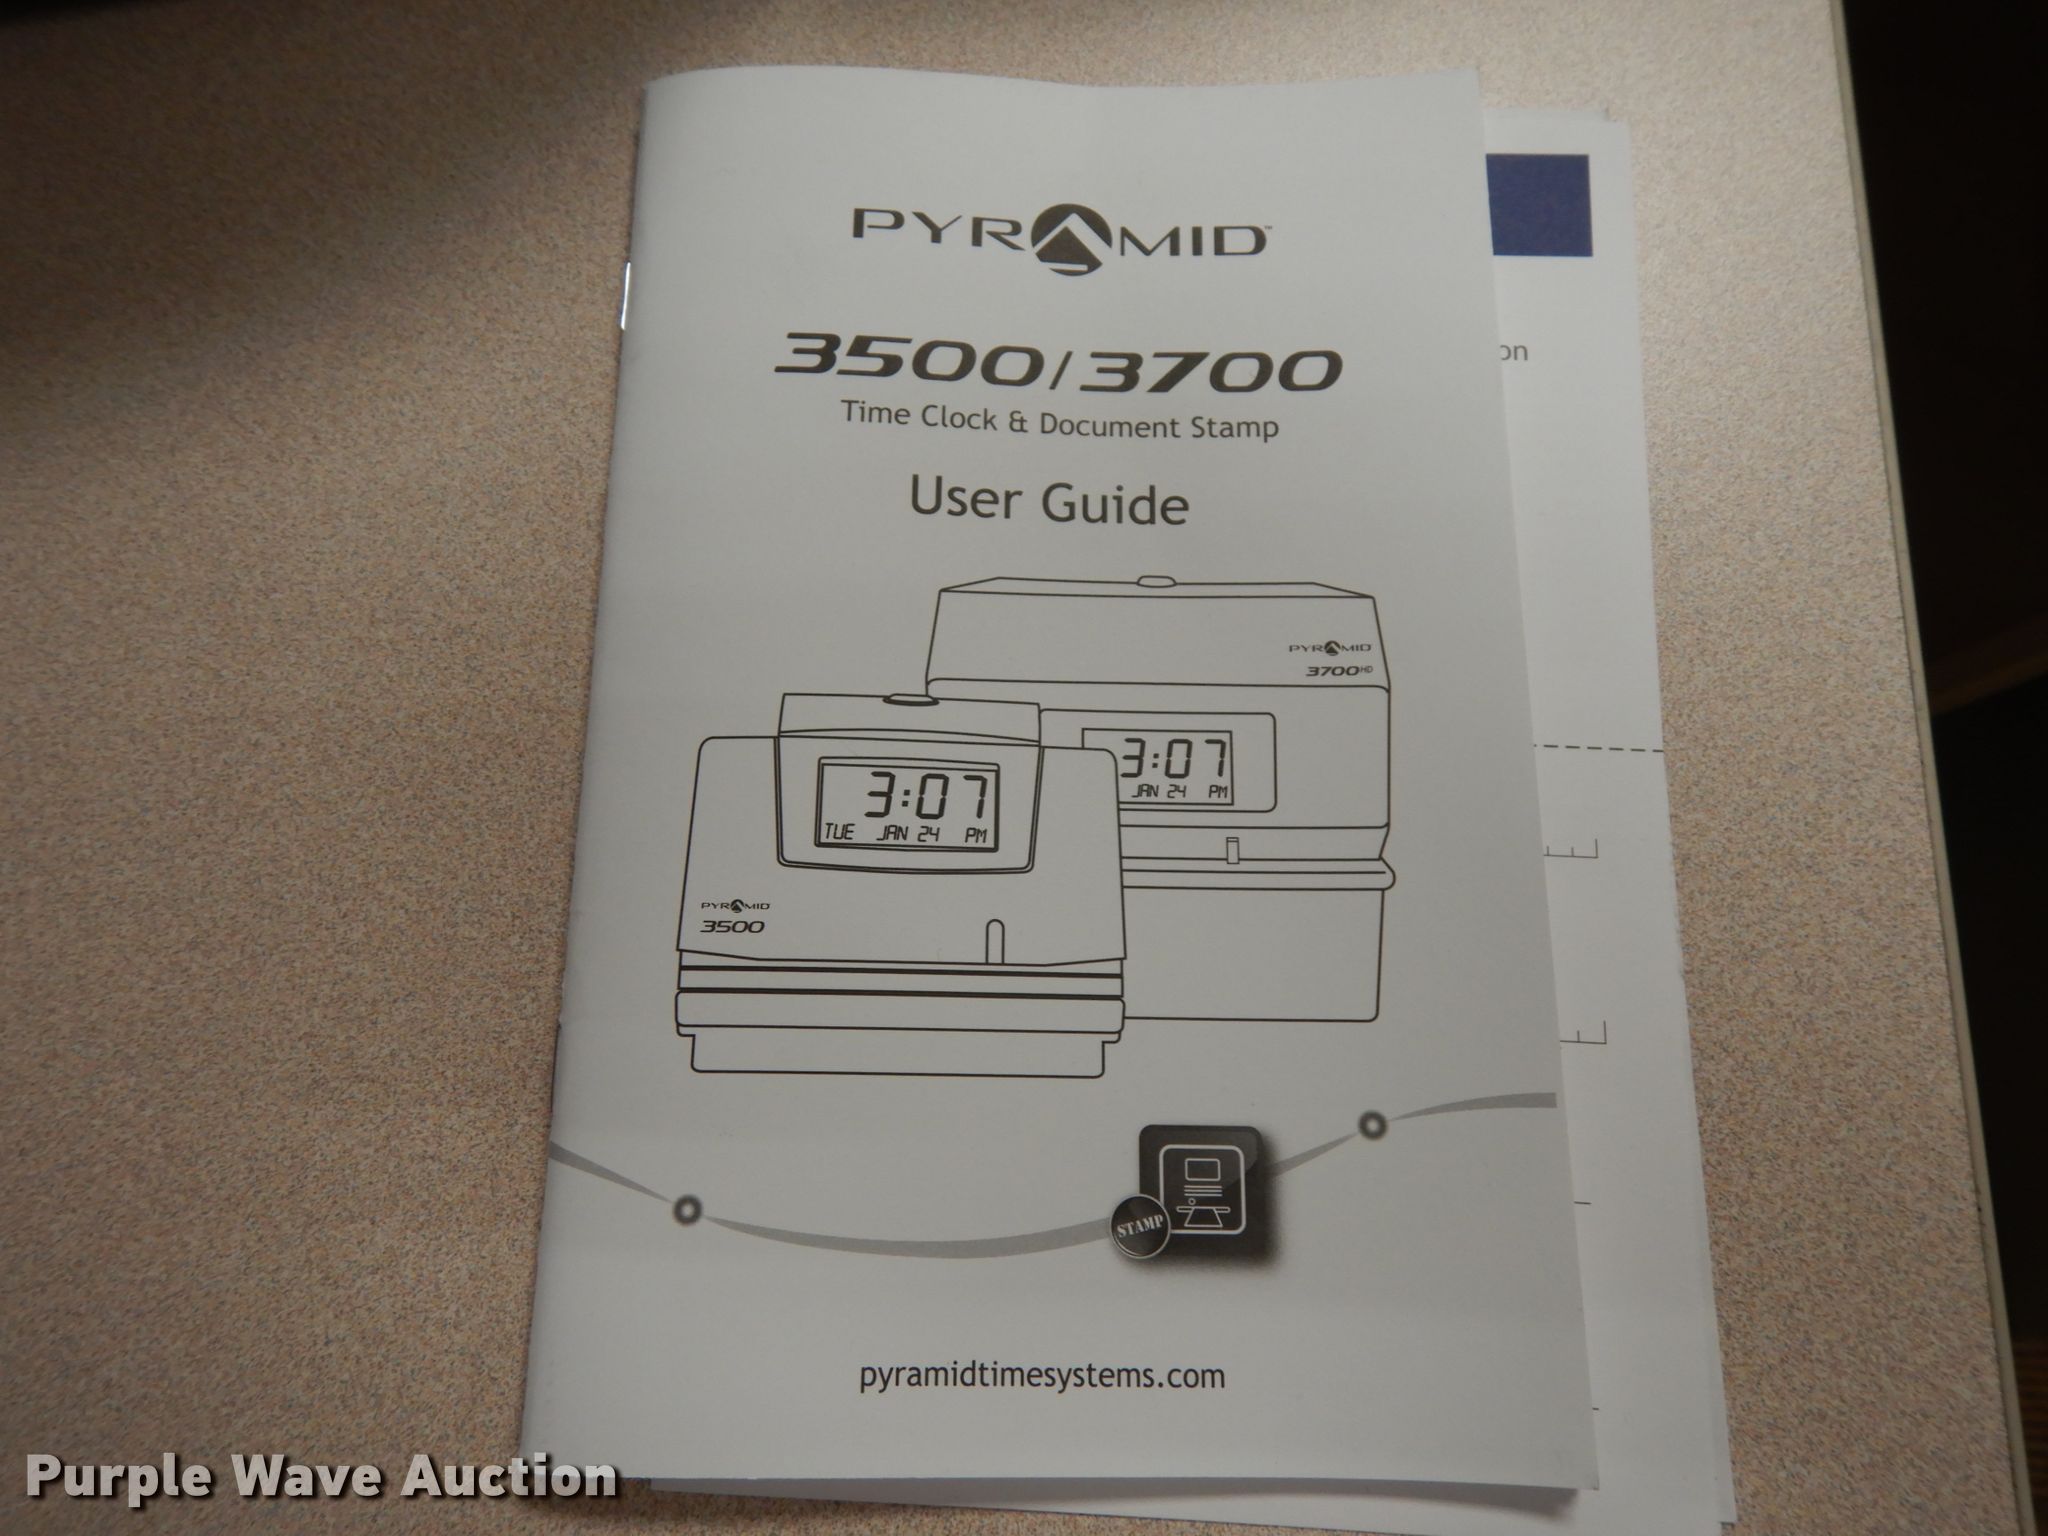 PYRAMID™
3500/3700
Time Clock & Document Stamp
User Guide
on
PYRAMID
3700HD
3:07
JAN 24 PM
3:07
TUE JAN 24 PM
PYRAMID
3500
STAMP
pyramidtimesystems.com
Purple Wave Auction